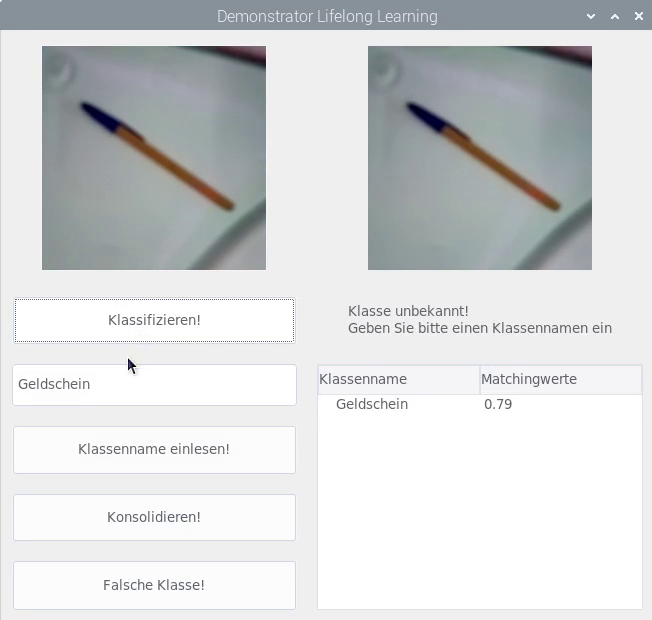 Demonstrator Lifelong Learning
Klassifizieren!
Klasse unbekannt!
Geben Sie bitte einen Klassennamen ein
Geldschein
Klassenname einlesen!
Konsolidieren!
Falsche Klasse!
Klassenname Matchingwerte
Geldschein 0.79